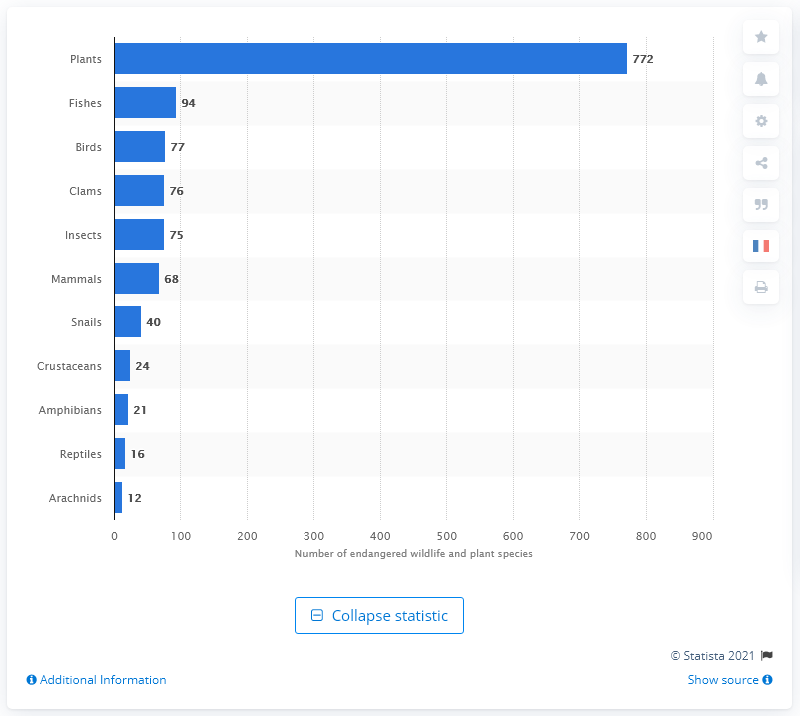 Plants 772
Fishes 94
Birds 77
Clams 76
Insects 75
Mammals 68
Snails 40
Crustaceans 24
Amphibians 21
Reptiles 16
Arachnids 12
0 100 200 300 400 500 600 700 800 900
Number of endangered wildlife and plant species
Collapse statistic
© Statista 2021
Additional Information Show source